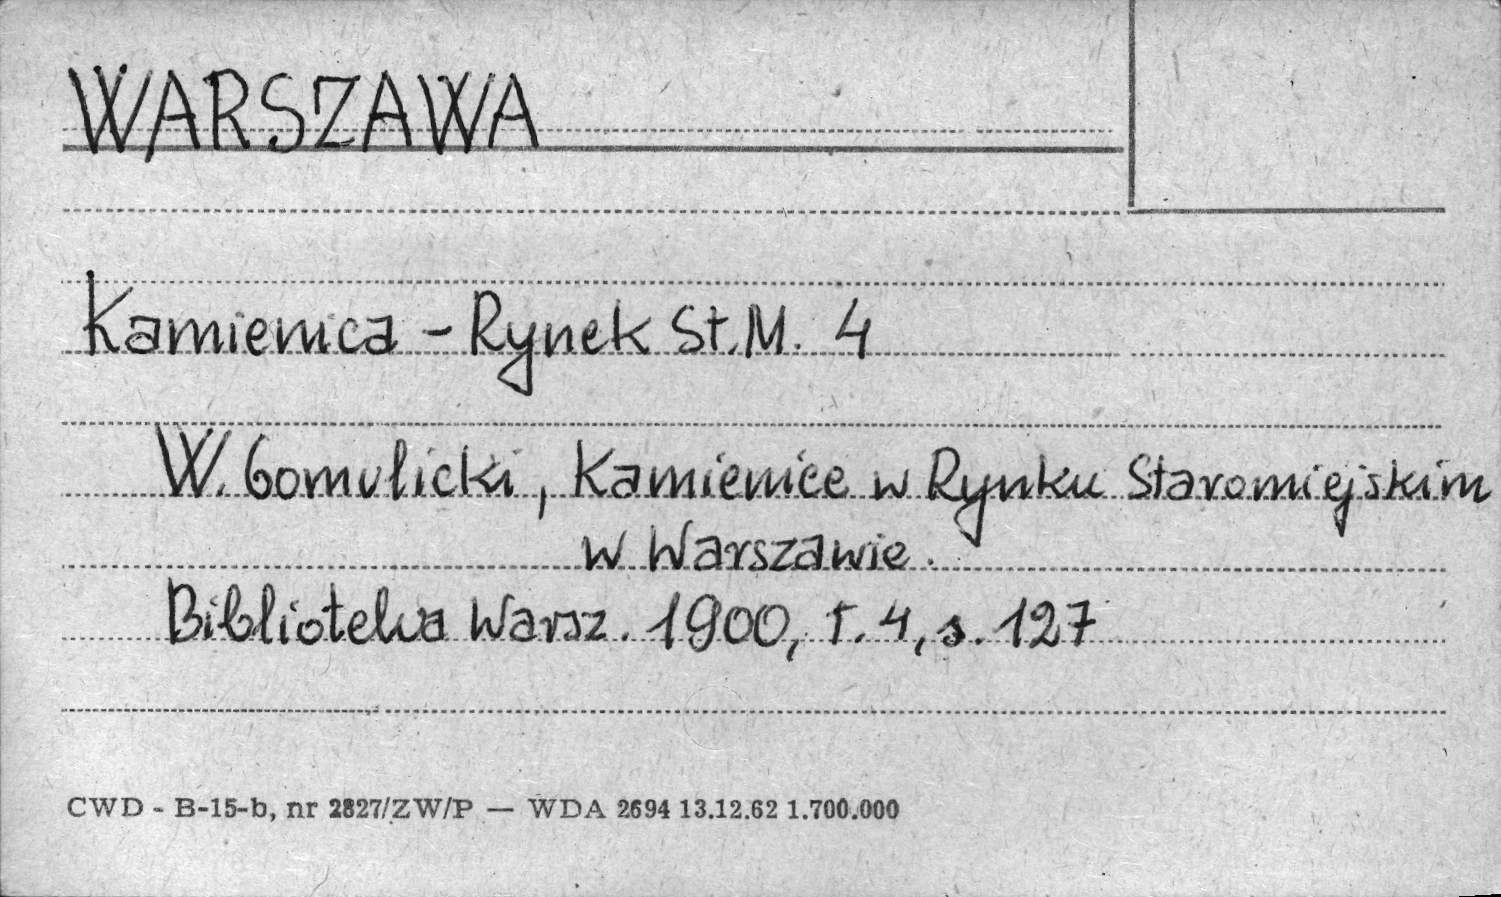 WARSZAWA
Kamienica - Rynek St.M. 4
W. Gomulicki, Kamienice w Rynku Staromiejskim
w Warszawie.
Biblioteka Warsz. 1900, T. 4, s. 127
CWD - B-15-b, nr 2827/ZW/P — WDA 2694 13.12.62 1.700.000